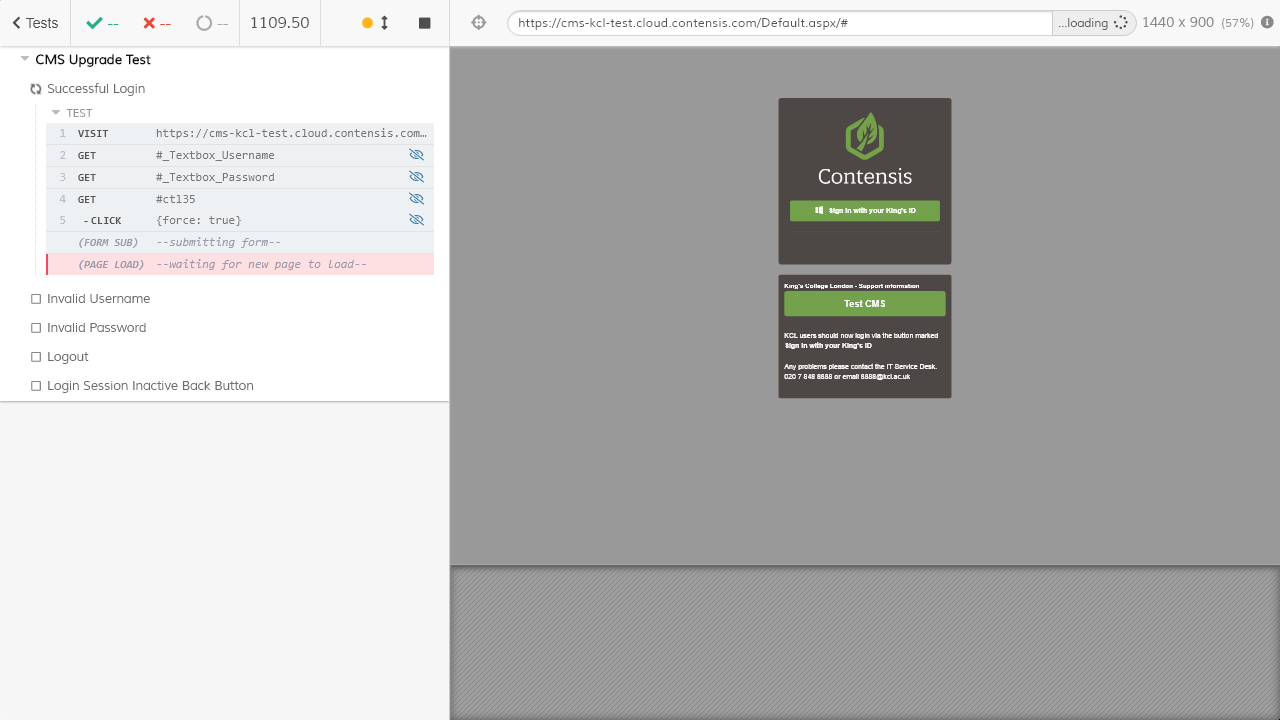 Tests -- -- -- 1109.50
https://cms-kcl-test.cloud.contensis.com/Default.aspx/# ...loading 1440 x 900 (57%)
CMS Upgrade Test
Successful Login
TEST
1 VISIT https://cms-kcl-test.cloud.contensis.com…
2 GET #_Textbox_Username
3 GET #_Textbox_Password
4 GET #ctl35
5 -CLICK {force: true}
(FORM SUB) --submitting form--
(PAGE LOAD) --waiting for new page to load--
Invalid Username
Invalid Password
Logout
Login Session Inactive Back Button
Contensis
Sign in with your King's ID
King's College London - Support information
Test CMS
KCL users should now login via the button marked
Sign in with your King's ID
Any problems please contact the IT Service Desk.
020 7 848 8888 or email 8888@kcl.ac.uk